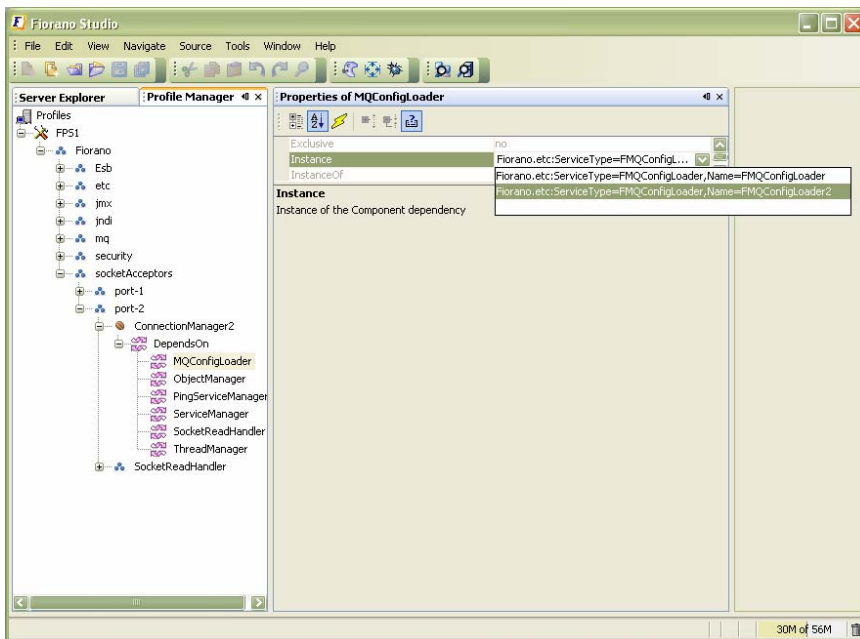 Fiorano Studio
File Edit View Navigate Source Tools Window Help
Server Explorer
Profile Manager
Profiles
FPS1
Fiorano
Esb
etc
jmx
jndi
mq
security
socketAcceptors
port-1
port-2
ConnectionManager2
DependsOn
MQConfigLoader
ObjectManager
PingServiceManager
ServiceManager
SocketReadHandler
ThreadManager
SocketReadHandler
Properties of MQConfigLoader
Exclusive no
Instance Fiorano.etc:ServiceType=FMQConfigL...
InstanceOf
Fiorano.etc:ServiceType=FMQConfigLoader,Name=FMQConfigLoader
Fiorano.etc:ServiceType=FMQConfigLoader,Name=FMQConfigLoader2
Instance
Instance of the Component dependency
30M of 56M